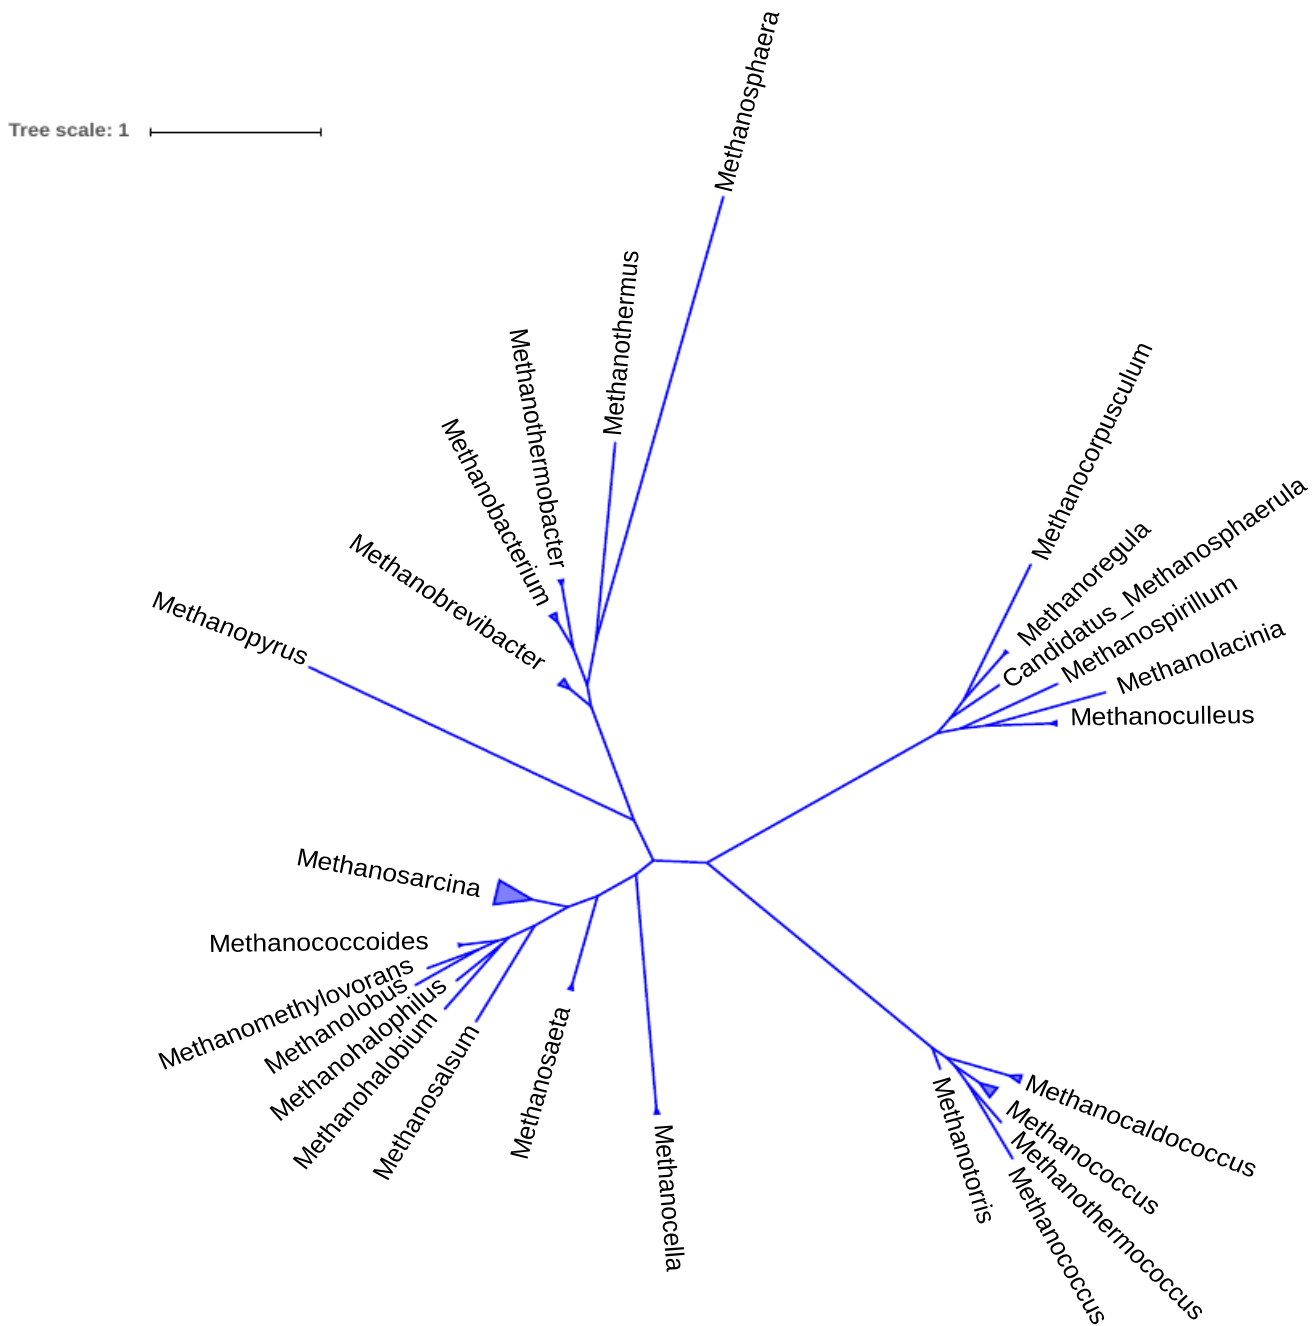 Methanosphaera
Tree scale: 1
Methanothermus
Methanothermobacter
Methanobacterium
Methanobrevibacter
Methanopyrus
Methanocorpusculum
Methanoregula
Candidatus_Methanosphaerula
Methanospirillum
Methanolacinia
Methanoculleus
Methanosarcina
Methanococcoides
Methanomethylovorans
Methanolobus
Methanohalophilus
Methanohalobium
Methanosalsum
Methanosaeta
Methanocella
Methanotorris
Methanocaldococcus
Methanococcus
Methanothermococcus
Methanococcus